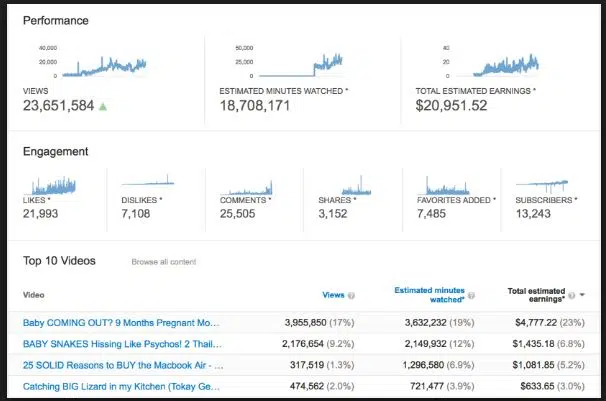 Performance
40,000
20,000
0
50,000
0
40
20
0
VIEWS
23,651,584
ESTIMATED MINUTES WATCHED *
18,708,171
TOTAL ESTIMATED EARNINGS *
$20,951.52
Engagement
LIKES *
21,993
DISLIKES *
7,108
COMMENTS *
25,505
SHARES *
3,152
FAVORITES ADDED *
7,485
SUBSCRIBERS *
13,243
Top 10 Videos
Browse all content
Video
Views ?
Estimated minutes
watched* ?
Total estimated
earnings* ?
Baby COMING OUT? 9 Months Pregnant Mo... 3,955,850 (17%) 3,632,232 (19%) $4,777.22 (23%)
BABY SNAKES Hissing Like Psychos! 2 Thail... 2,176,654 (9.2%) 2,149,932 (12%) $1,435.18 (6.8%)
25 SOLID Reasons to BUY the Macbook Air - ... 317,519 (1.3%) 1,296,580 (6.9%) $1,081.85 (5.2%)
Catching BIG Lizard in my Kitchen (Tokay Ge... 474,562 (2.0%) 721,477 (3.9%) $633.65 (3.0%)